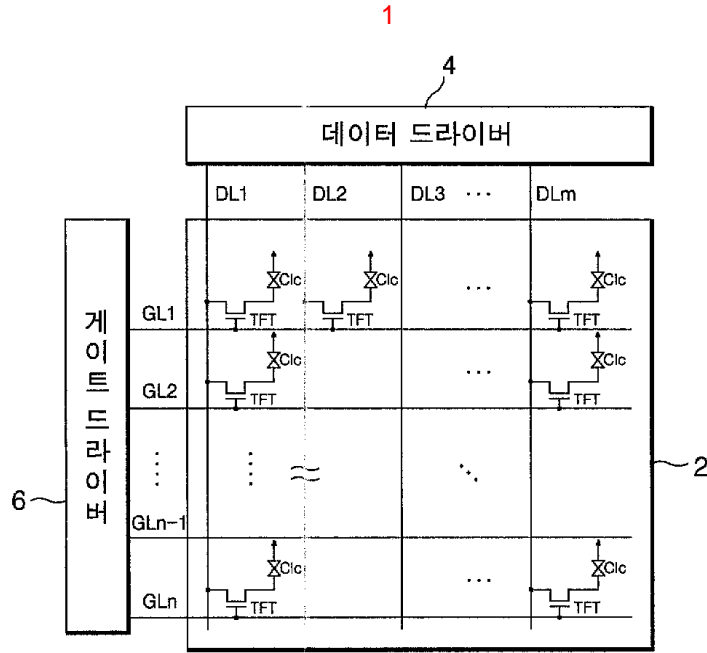 1
4
데이터 드라이버
DL1 DL2 DL3 ··· DLm
Clc Clc ··· Clc
GL1 TFT TFT TFT
Clc ··· Clc
GL2 TFT TFT
게이트 드라이버
2
6
GLn-1
Clc ··· Clc
GLn TFT TFT